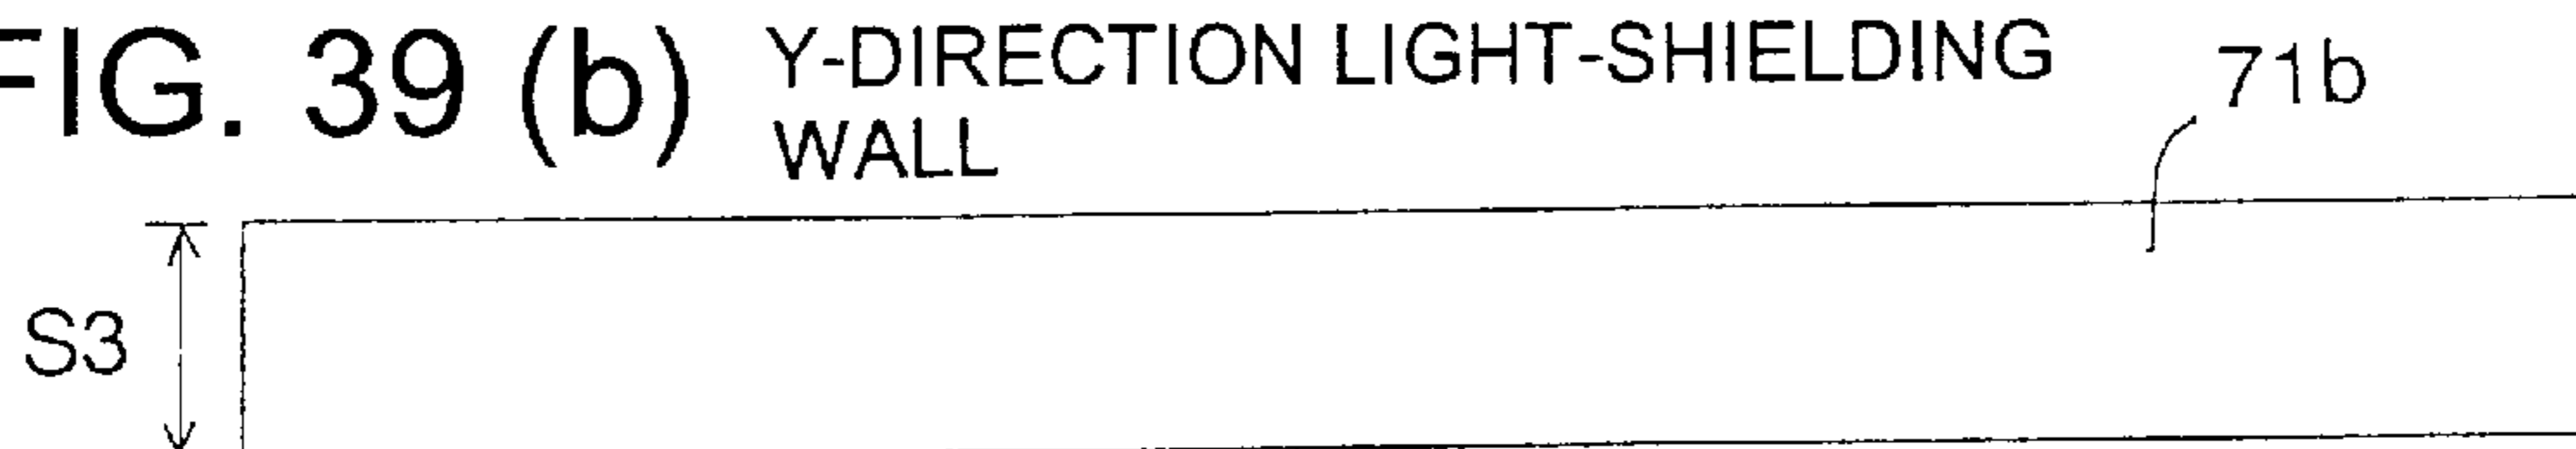 FIG. 39 (b)
Y-DIRECTION LIGHT-SHIELDING
WALL
71b
S3